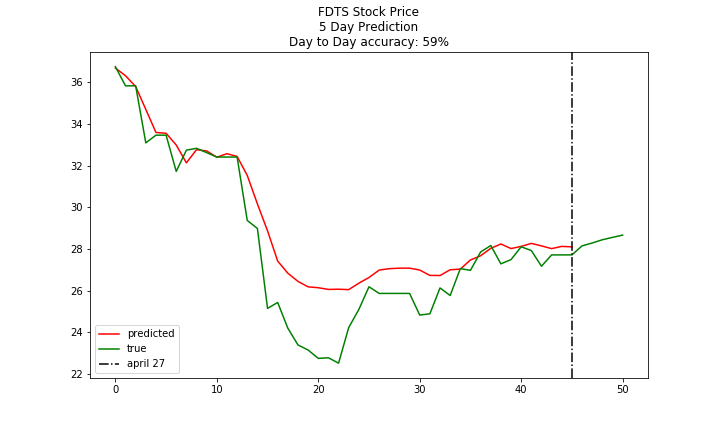 FDTS Stock Price
5 Day Prediction
Day to Day accuracy: 59%
36
34
32
30
28
26
24
22
predicted
true
april 27
0
10
20
30
40
50